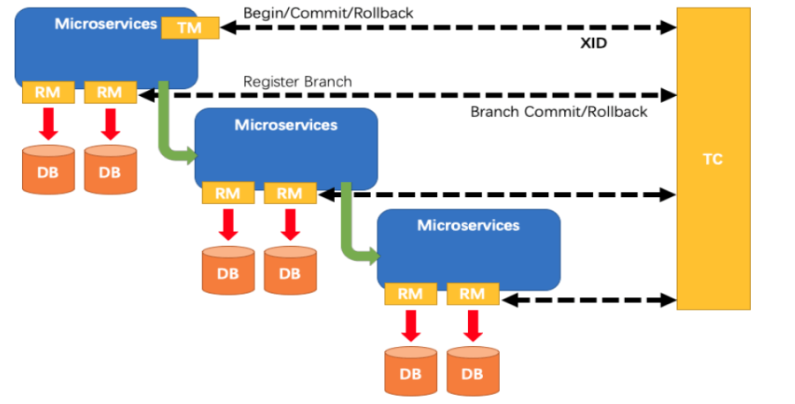 Begin/Commit/Rollback
Microservices
TM
XID
Register Branch
RM
RM
Branch Commit/Rollback
Microservices
TC
DB
DB
RM
RM
Microservices
DB
DB
RM
RM
DB
DB